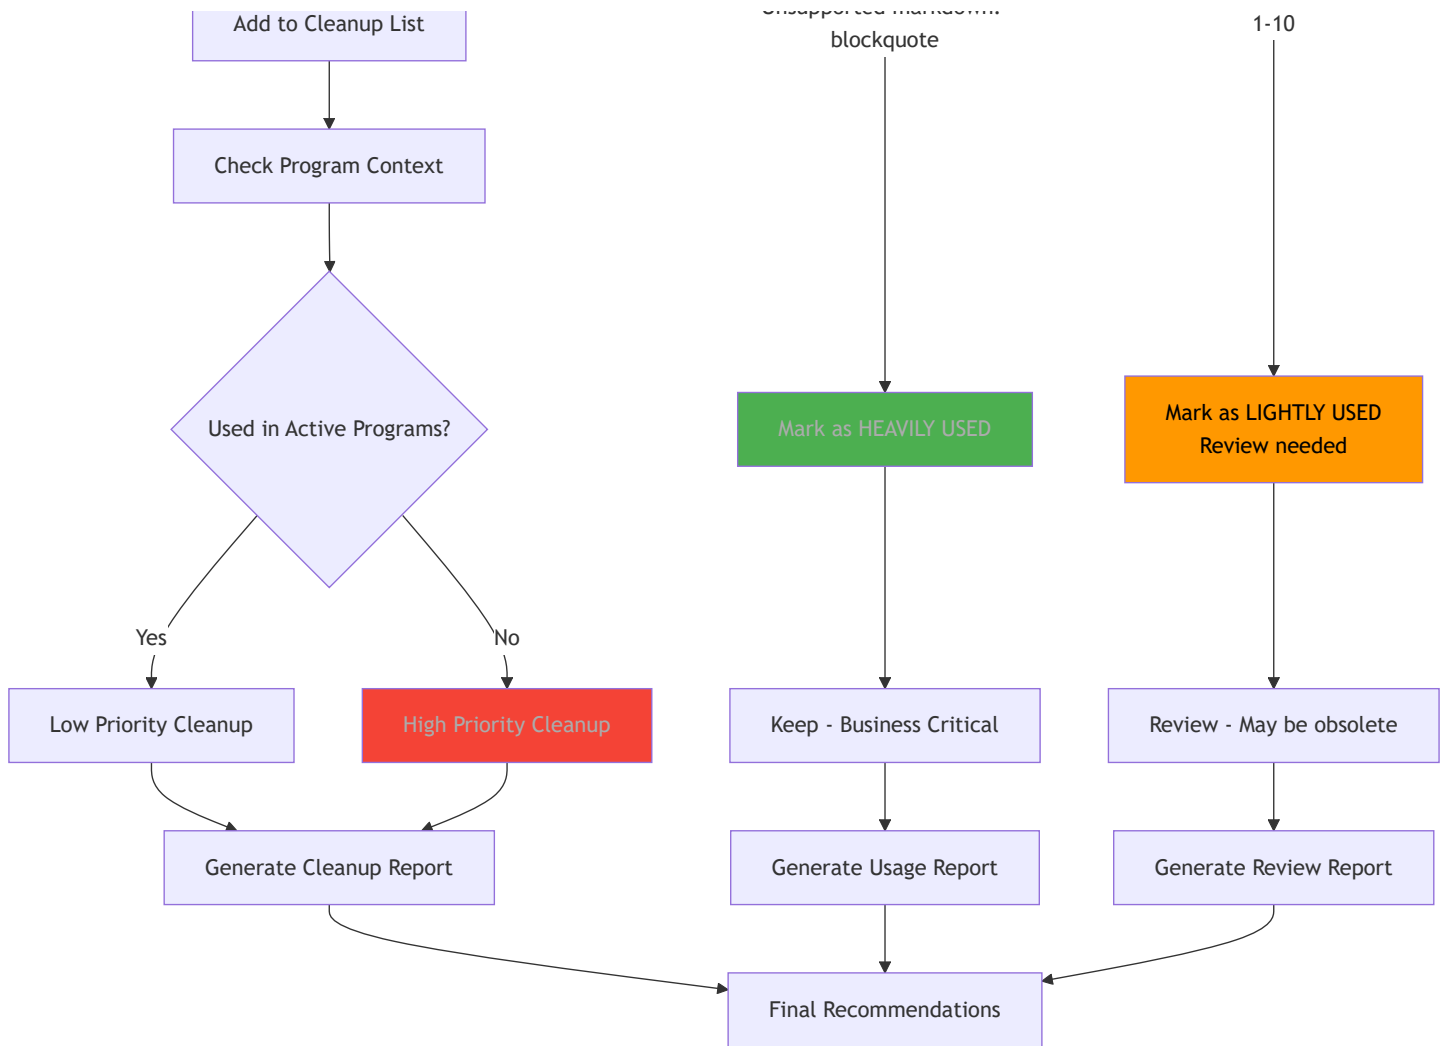 Add to Cleanup List
Unsupported markdown:
blockquote
1-10
Check Program Context
Used in Active Programs?
Mark as HEAVILY USED
Mark as LIGHTLY USED
Review needed
Yes
No
Low Priority Cleanup
High Priority Cleanup
Keep - Business Critical
Review - May be obsolete
Generate Cleanup Report
Generate Usage Report
Generate Review Report
Final Recommendations